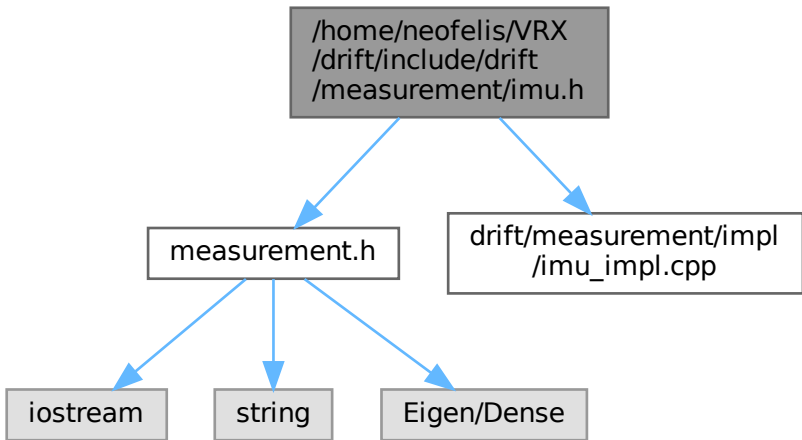 /home/neofelis/VRX
/drift/include/drift
/measurement/imu.h
measurement.h
drift/measurement/impl
/imu_impl.cpp
iostream
string
Eigen/Dense